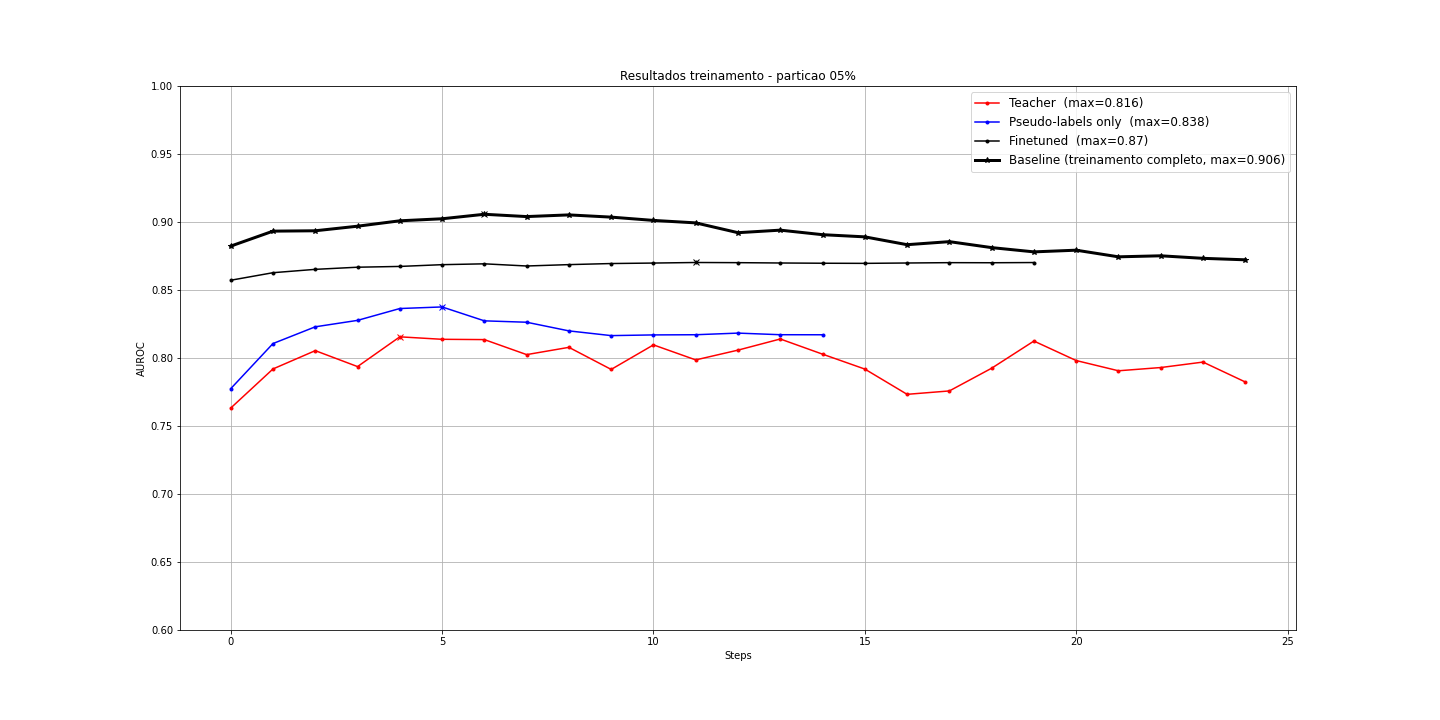 Resultados treinamento - particao 05%
1.00
0.95
0.90
0.85
0.80
0.75
0.70
0.65
0.60
AUROC
Teacher (max=0.816)
Pseudo-labels only (max=0.838)
Finetuned (max=0.87)
Baseline (treinamento completo, max=0.906)
0 5 10 15 20 25
Steps